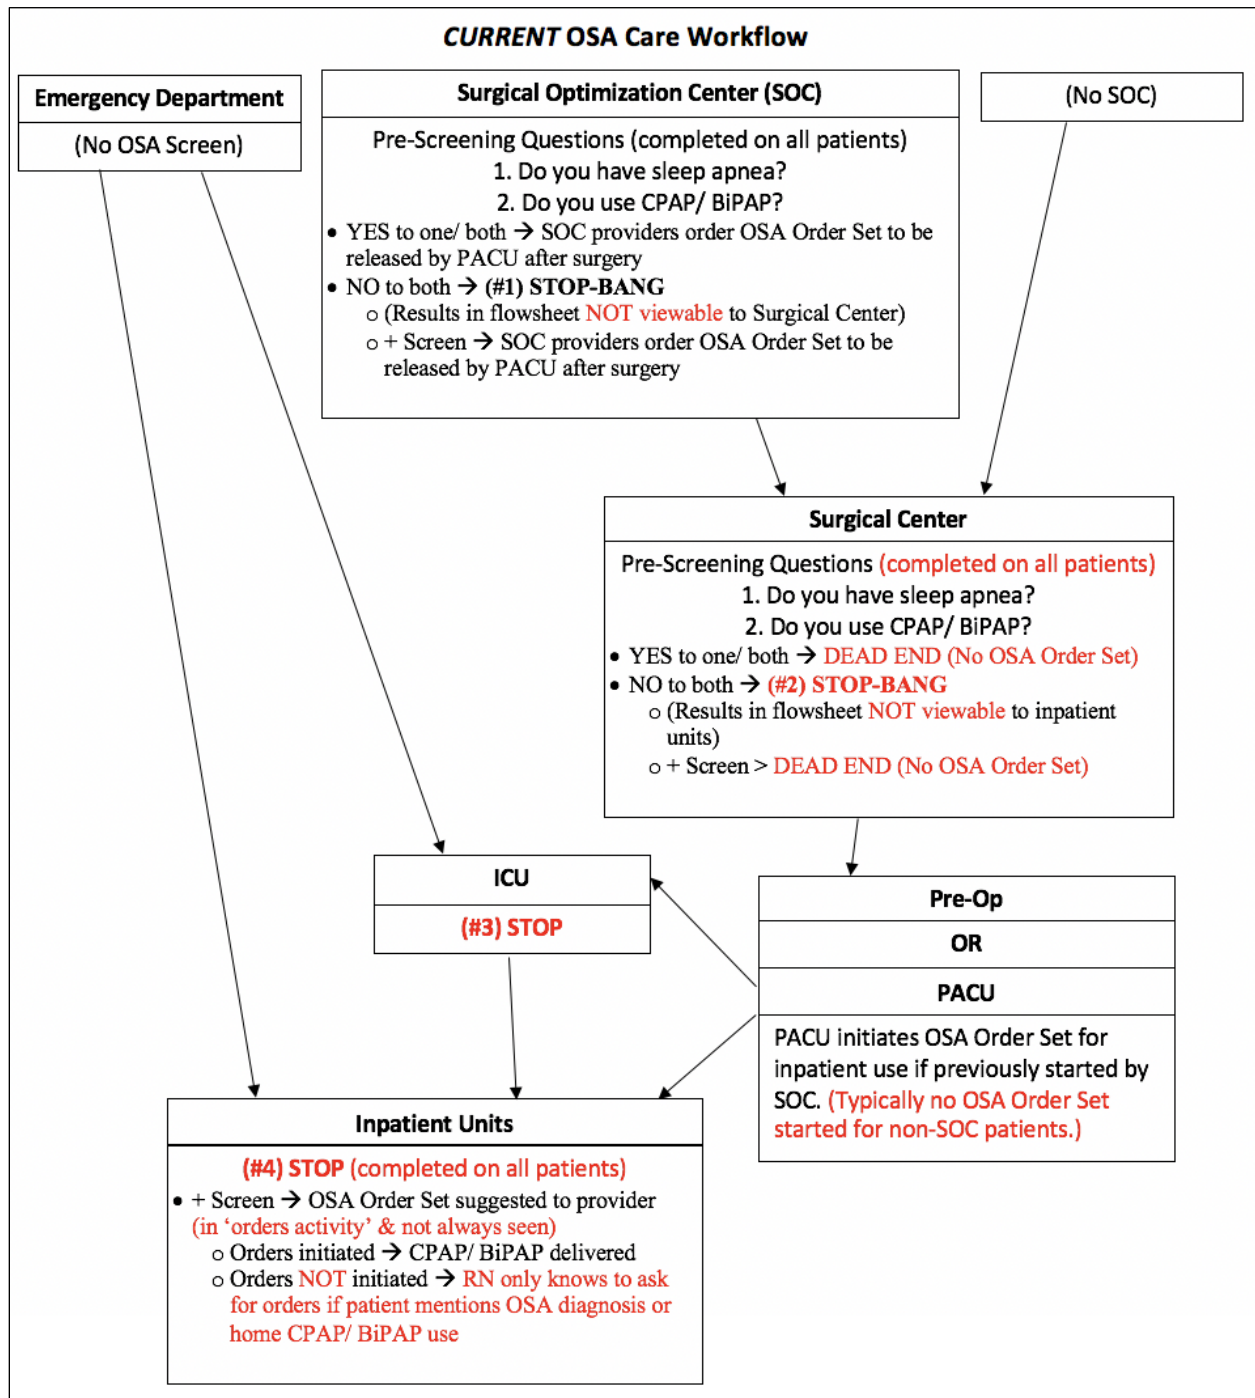 CURRENT OSA Care Workflow
Emergency Department
(No OSA Screen)
Surgical Optimization Center (SOC)
Pre-Screening Questions (completed on all patients)
1. Do you have sleep apnea?
2. Do you use CPAP/ BiPAP?
• YES to one/ both → SOC providers order OSA Order Set to be
released by PACU after surgery
• NO to both → (#1) STOP-BANG
o (Results in flowsheet NOT viewable to Surgical Center)
o + Screen → SOC providers order OSA Order Set to be
released by PACU after surgery
(No SOC)
Surgical Center
Pre-Screening Questions (completed on all patients)
1. Do you have sleep apnea?
2. Do you use CPAP/ BiPAP?
• YES to one/ both → DEAD END (No OSA Order Set)
• NO to both → (#2) STOP-BANG
o (Results in flowsheet NOT viewable to inpatient
units)
o + Screen > DEAD END (No OSA Order Set)
ICU
(#3) STOP
Pre-Op
OR
PACU
PACU initiates OSA Order Set for
inpatient use if previously started by
SOC. (Typically no OSA Order Set
started for non-SOC patients.)
Inpatient Units
(#4) STOP (completed on all patients)
• + Screen → OSA Order Set suggested to provider
(in ‘orders activity’ & not always seen)
o Orders initiated → CPAP/ BiPAP delivered
o Orders NOT initiated → RN only knows to ask
for orders if patient mentions OSA diagnosis or
home CPAP/ BiPAP use